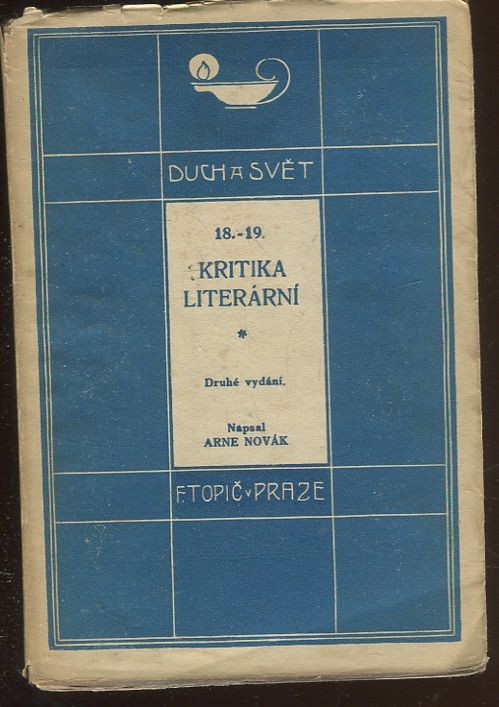 DUCH A SVĚT
18.-19.
KRITIKA
LITERÁRNÍ
*
Druhé vydání.
Napsal
ARNE NOVÁK
F. TOPIČ V PRAZE